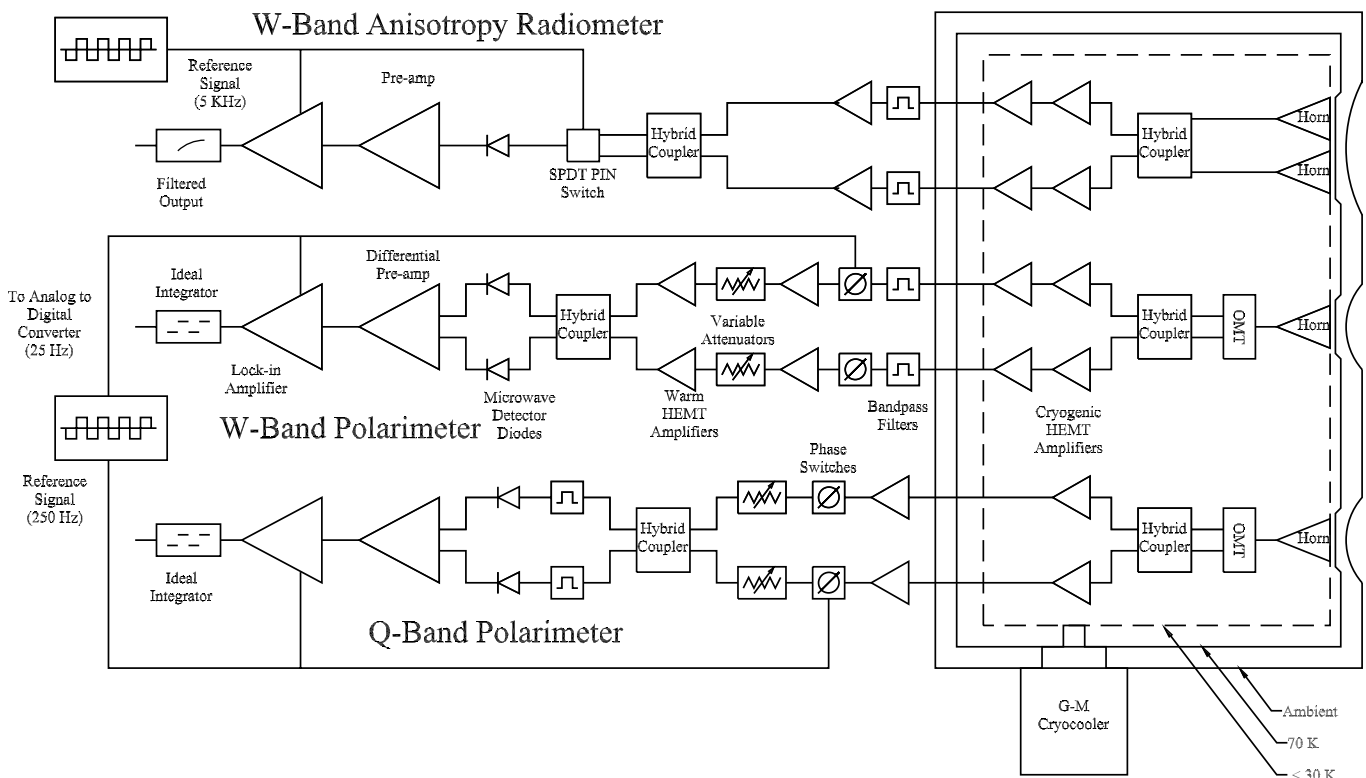 W-Band Anisotropy Radiometer
Reference
Signal
(5 KHz)
Pre-amp
Filtered
Output
SPDT PIN
Switch
Hybrid
Coupler
Hybrid
Coupler
Horn
Horn
To Analog to
Digital
Converter
(25 Hz)
Ideal
Integrator
Lock-in
Amplifier
Differential
Pre-amp
Microwave
Detector
Diodes
Hybrid
Coupler
Variable
Attenuators
Warm
HEMT
Amplifiers
Bandpass
Filters
Cryogenic
HEMT
Amplifiers
Hybrid
Coupler
OMT
Horn
W-Band Polarimeter
Reference
Signal
(250 Hz)
Ideal
Integrator
Hybrid
Coupler
Phase
Switches
Hybrid
Coupler
OMT
Horn
Q-Band Polarimeter
G-M
Cryocooler
Ambient
70 K
< 30 K